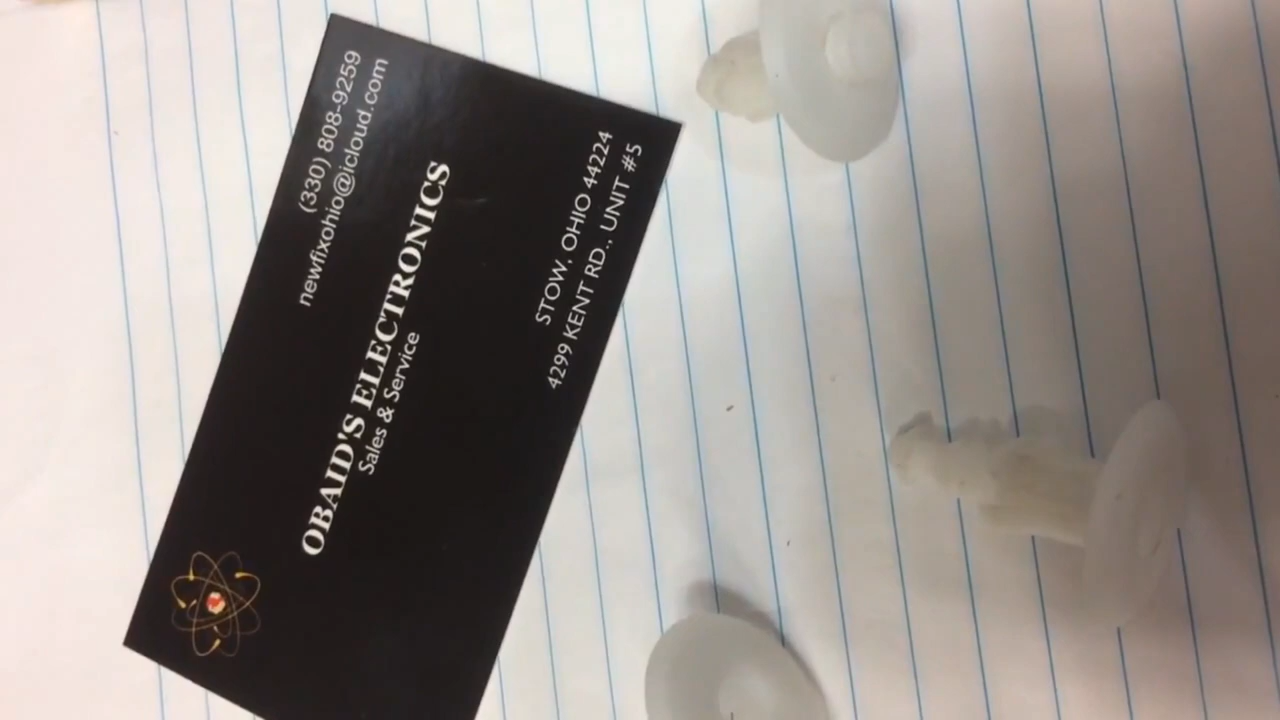 OBAID'S ELECTRONICS
Sales & Service
(330) 808-9259
newfixohio@icloud.com
STOW, OHIO 44224
4299 KENT RD., UNIT #5